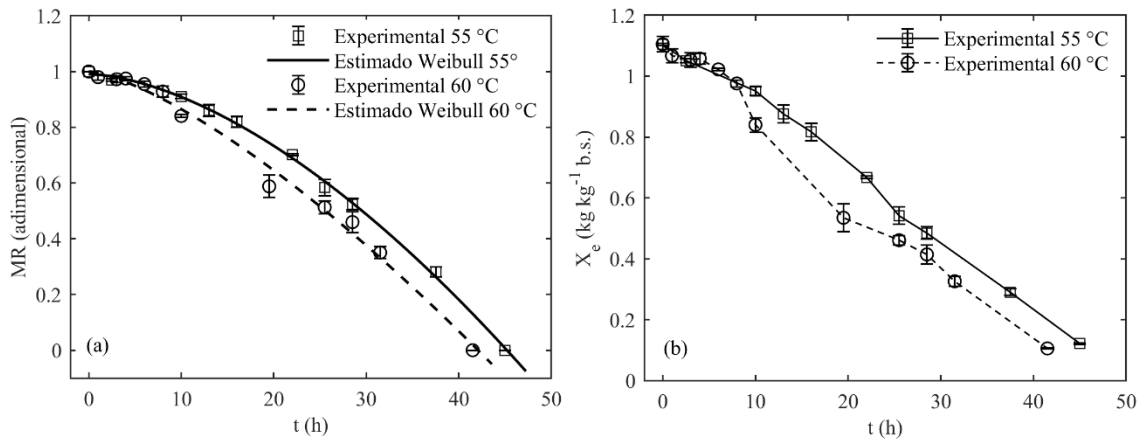 1.2
1
0.8
0.6
0.4
0.2
0
MR (adimensional)
Experimental 55 °C
Estimado Weibull 55°
Experimental 60 °C
Estimado Weibull 60 °C
(a)
0 10 20 30 40 50
t (h)
1.2
1
0.8
0.6
0.4
0.2
0
X_e (kg kg⁻¹ b.s.)
Experimental 55 °C
Experimental 60 °C
(b)
0 10 20 30 40 50
t (h)